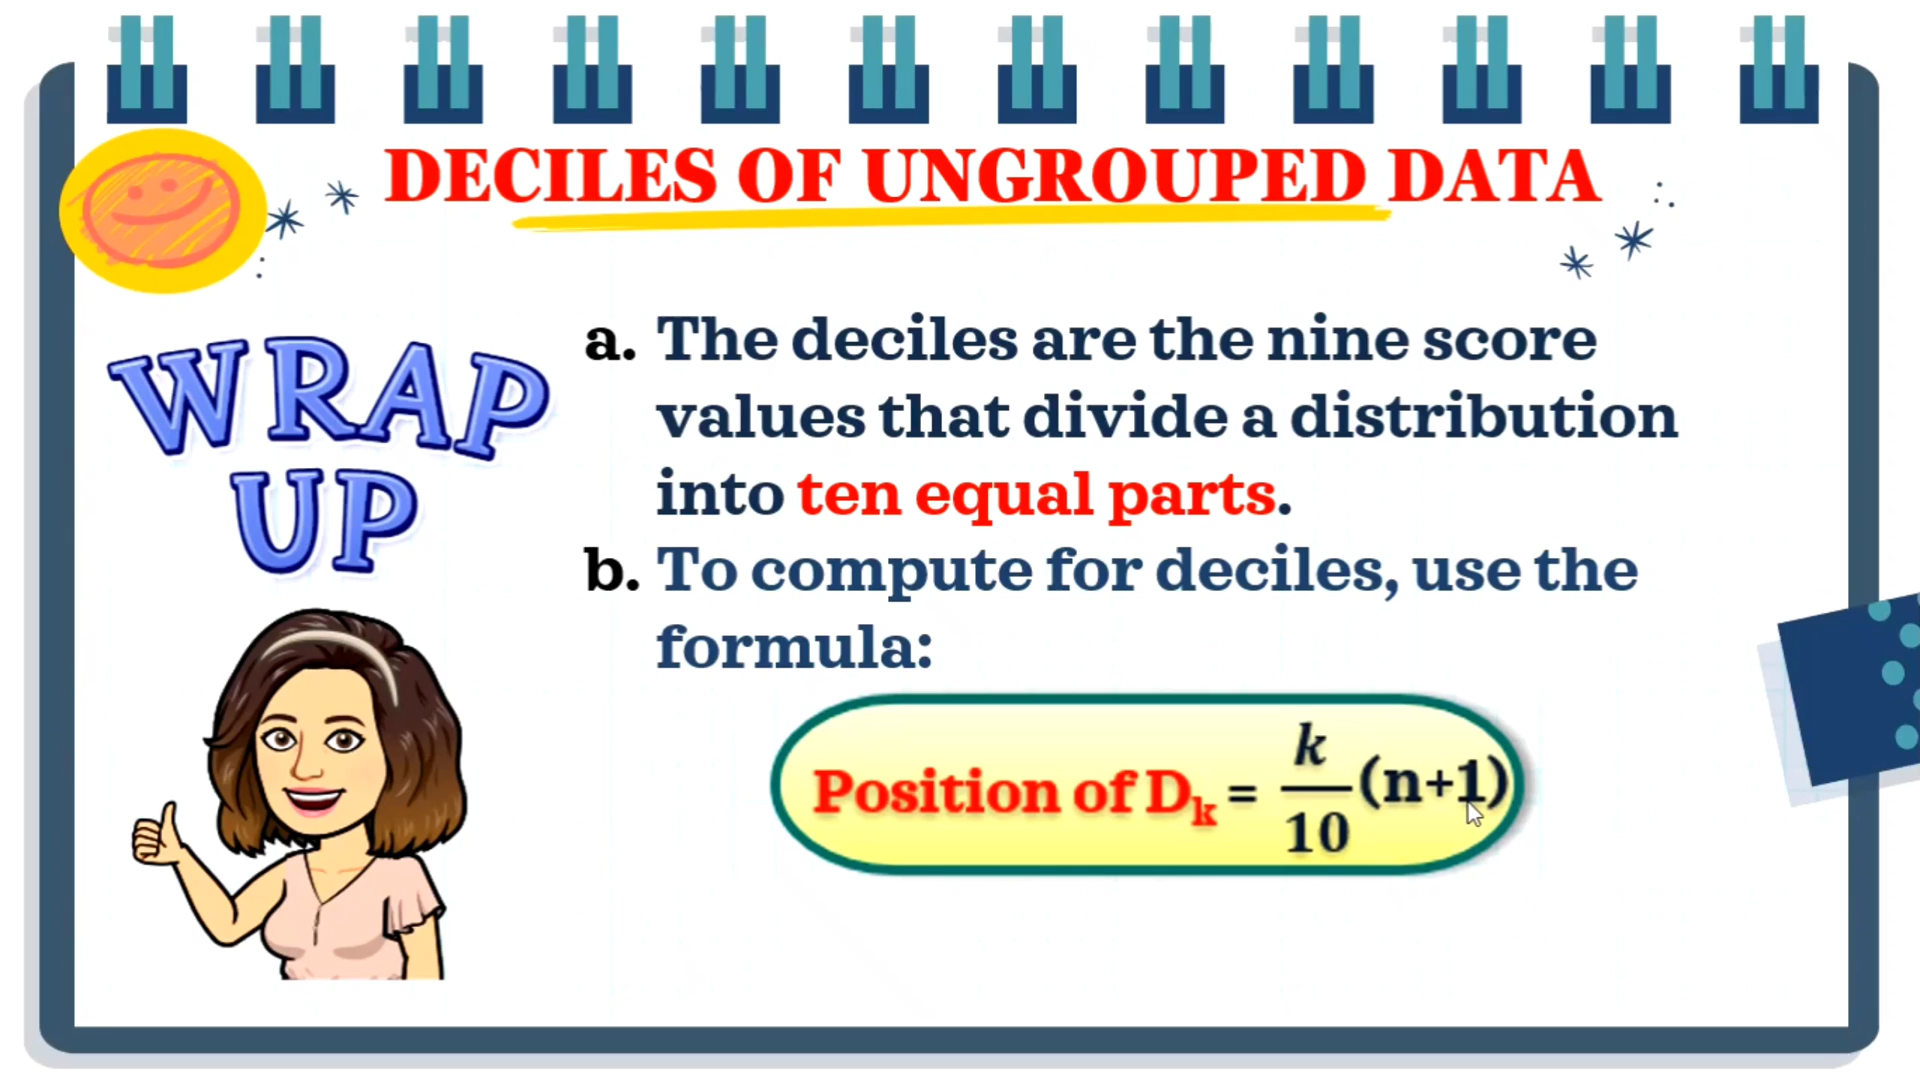 DECILES OF UNGROUPED DATA
WRAP
UP
a. The deciles are the nine score
values that divide a distribution
into ten equal parts.
b. To compute for deciles, use the
formula:
Position of Dₖ = k/10 (n+1)